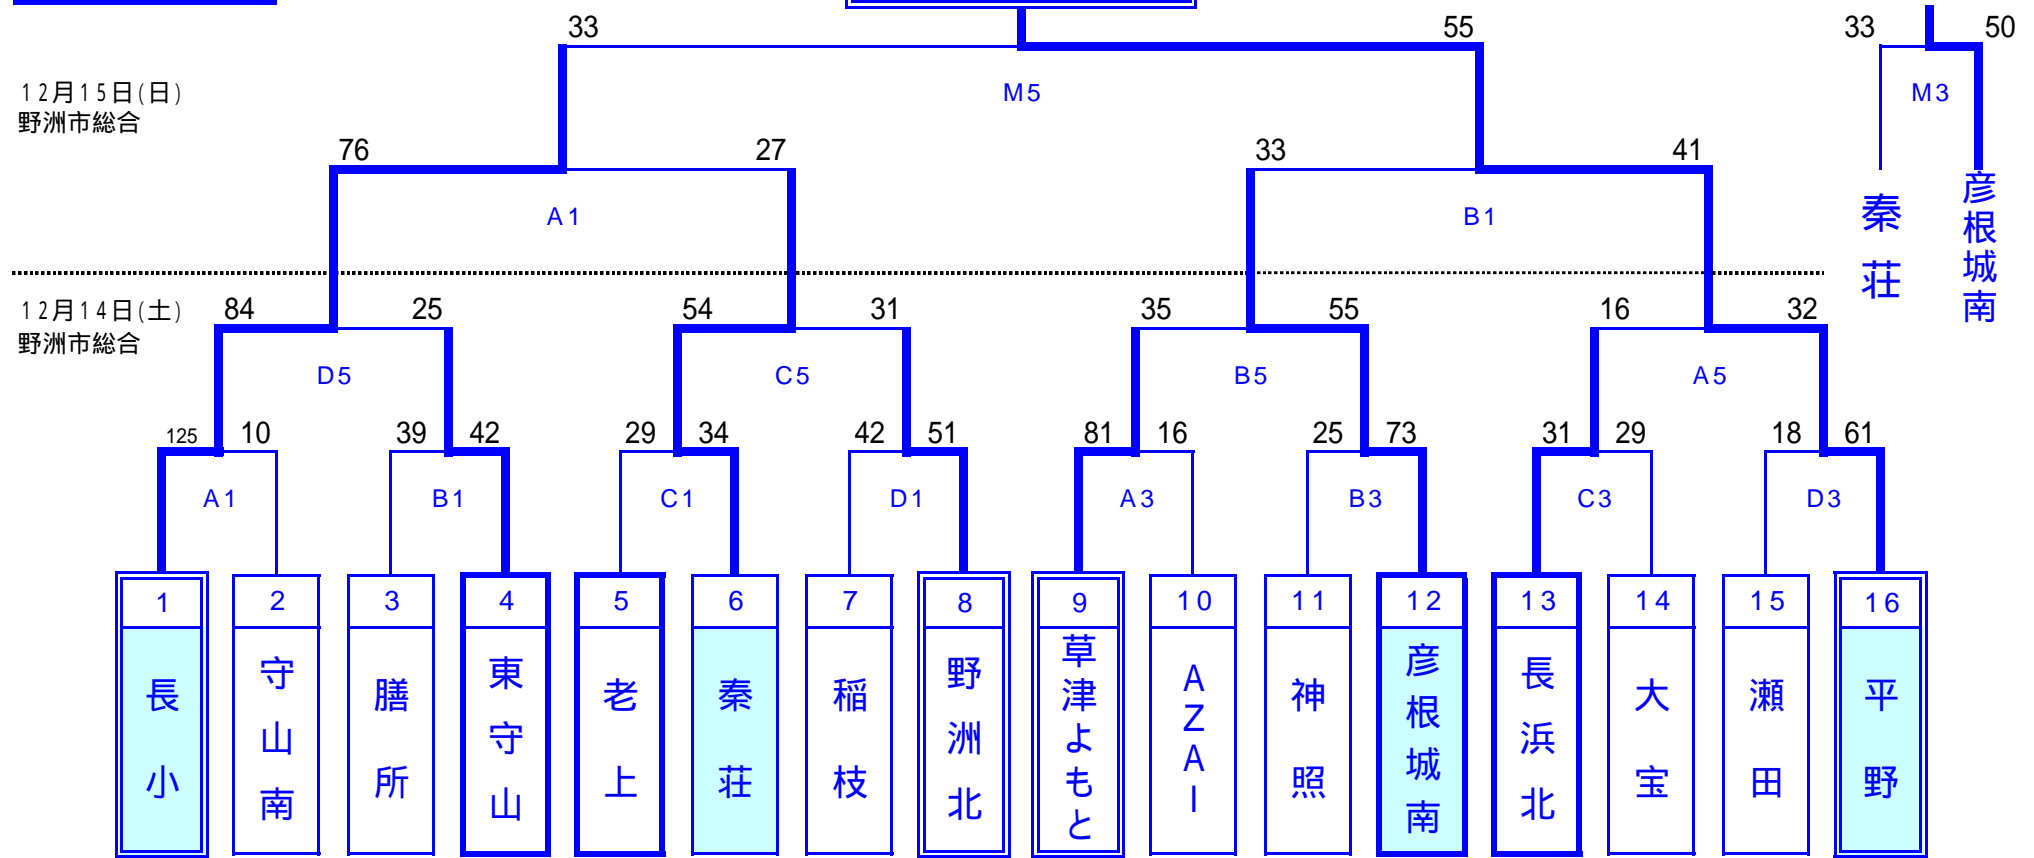 33 55 33 50
12月15日(日)
野洲市総合
M5 M3
76 27 33 41
A1 B1
秦荘 彦根城南
12月14日(土)
野洲市総合
84 25 54 31 35 55 16 32
D5 C5 B5 A5
125 10 39 42 29 34 42 51 81 16 25 73 31 29 18 61
A1 B1 C1 D1 A3 B3 C3 D3
1 2 3 4 5 6 7 8 9 10 11 12 13 14 15 16
長小
守山南
膳所
東守山
老上
秦荘
稲枝
野洲北
草津よもと
AZAI
神照
彦根城南
長浜北
大宝
瀬田
平野